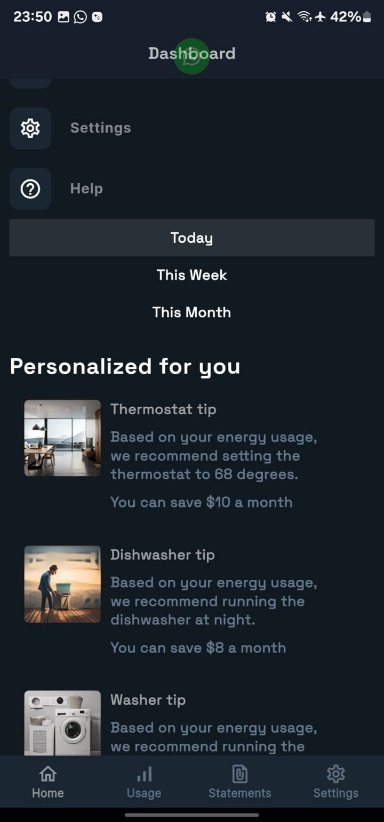 23:50
42%
Dashboard
Settings
Help
Today
This Week
This Month
Personalized for you
Thermostat tip
Based on your energy usage,
we recommend setting the
thermostat to 68 degrees.
You can save $10 a month
Dishwasher tip
Based on your energy usage,
we recommend running the
dishwasher at night.
You can save $8 a month
Washer tip
Based on your energy usage,
we recommend running the
Home
Usage
Statements
Settings